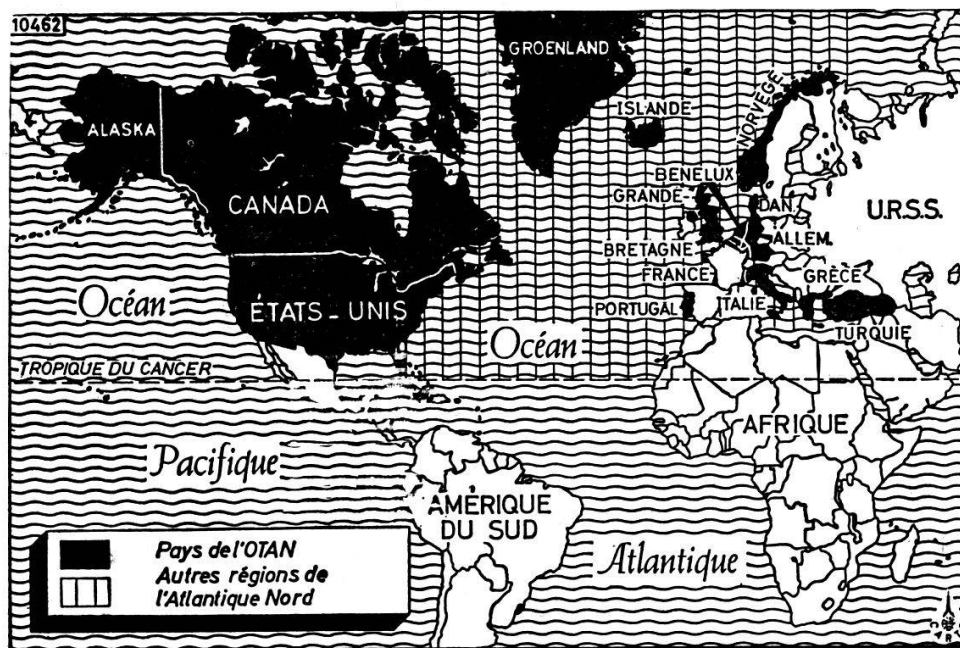 10462
GROENLAND
ALASKA
ISLANDE
NORVÈGE
CANADA
BENELUX
GRANDE
BRETAGNE
DAN.
ALLEM.
U.R.S.S.
FRANCE
GRÈCE
Océan
ÉTATS-UNIS
PORTUGAL
ITALIE
TURQUIE
Océan
TROPIQUE DU CANCER
AFRIQUE
Pacifique
AMÉRIQUE
DU SUD
Atlantique
Pays de l'OTAN
Autres régions de
l'Atlantique Nord